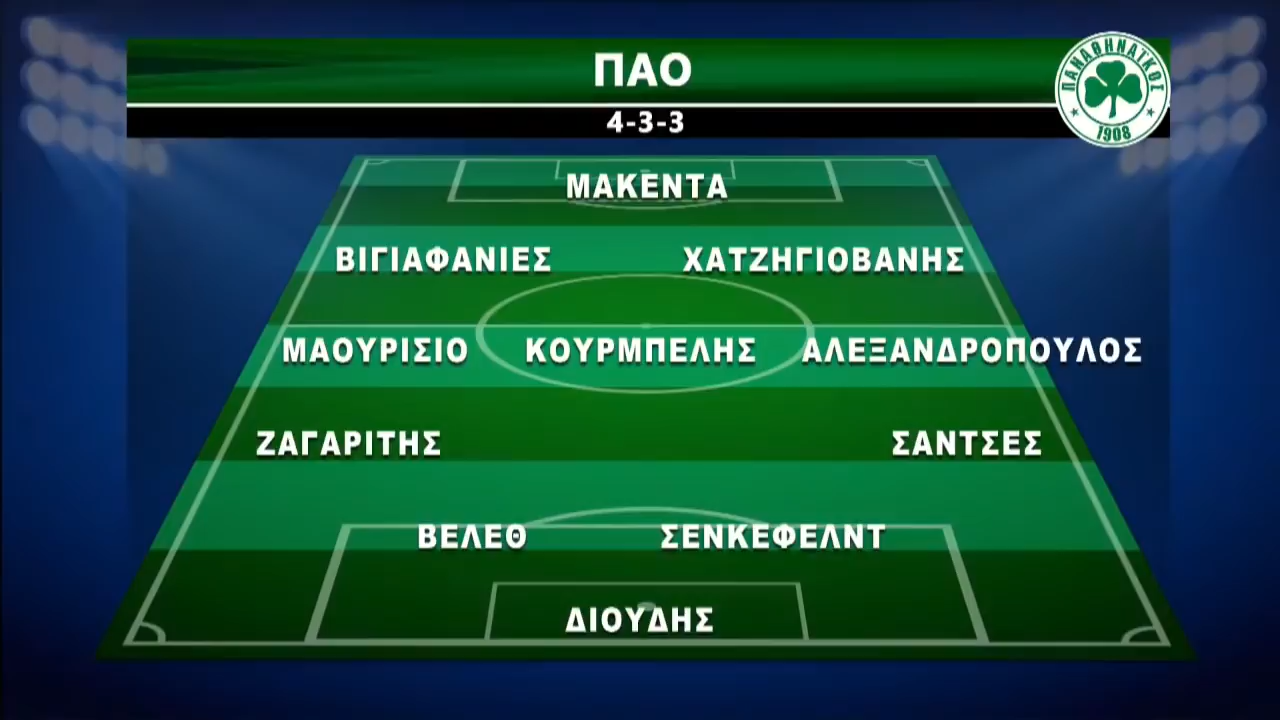 ΠΑΟ
4-3-3
ΠΑΝΑΘΗΝΑΪΚΟΣ
1908
ΜΑΚΕΝΤΑ
ΒΙΓΙΑΦΑΝΙΕΣ ΧΑΤΖΗΓΙΟΒΑΝΗΣ
ΜΑΟΥΡΙΣΙΟ ΚΟΥΡΜΠΕΛΗΣ ΑΛΕΞΑΝΔΡΟΠΟΥΛΟΣ
ΖΑΓΑΡΙΤΗΣ ΣΑΝΤΣΕΣ
ΒΕΛΕΘ ΣΕΝΚΕΦΕΛΝΤ
ΔΙΟΥΔΗΣ